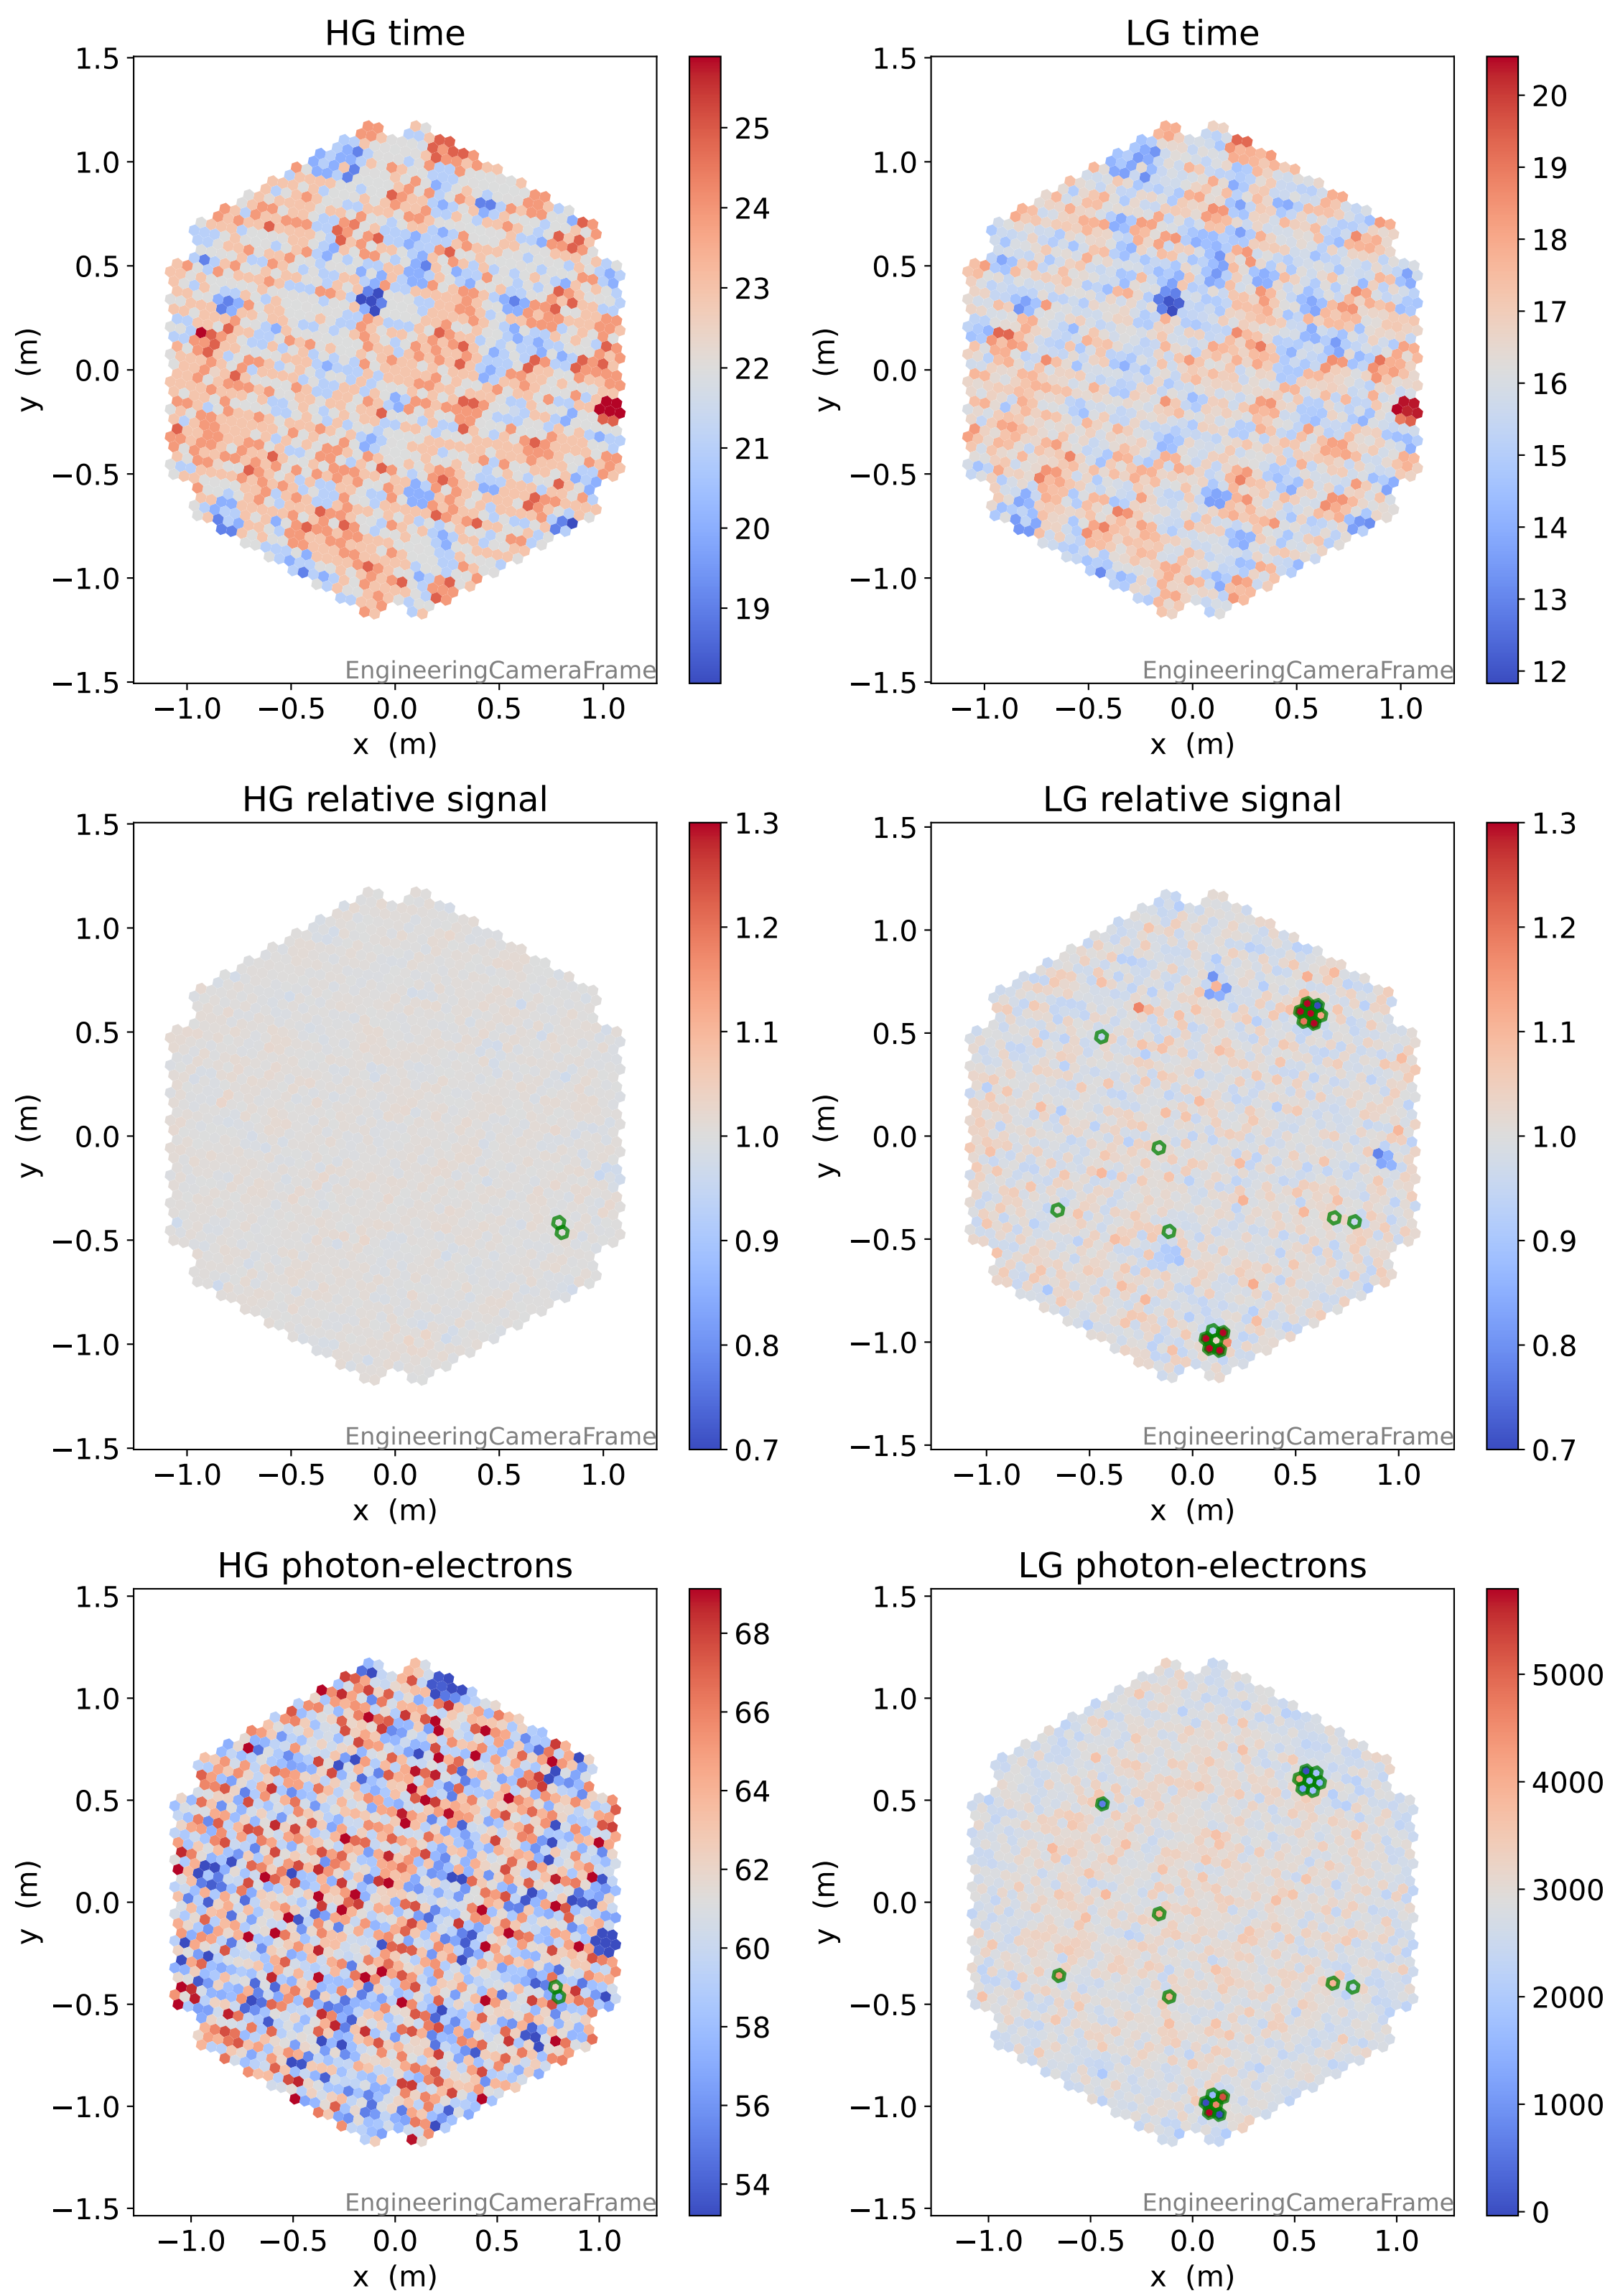 HG time
1.5
1.0
0.5
0.0
−0.5
−1.0
−1.5
y (m)
−1.0 −0.5 0.0 0.5 1.0
x (m)
EngineeringCameraFrame
25
24
23
22
21
20
19
LG time
1.5
1.0
0.5
0.0
−0.5
−1.0
−1.5
y (m)
−1.0 −0.5 0.0 0.5 1.0
x (m)
EngineeringCameraFrame
20
19
18
17
16
15
14
13
12
HG relative signal
1.5
1.0
0.5
0.0
−0.5
−1.0
−1.5
y (m)
−1.0 −0.5 0.0 0.5 1.0
x (m)
EngineeringCameraFrame
1.3
1.2
1.1
1.0
0.9
0.8
0.7
LG relative signal
1.5
1.0
0.5
0.0
−0.5
−1.0
−1.5
y (m)
−1.0 −0.5 0.0 0.5 1.0
x (m)
EngineeringCameraFrame
1.3
1.2
1.1
1.0
0.9
0.8
0.7
HG photon-electrons
1.5
1.0
0.5
0.0
−0.5
−1.0
−1.5
y (m)
−1.0 −0.5 0.0 0.5 1.0
x (m)
EngineeringCameraFrame
68
66
64
62
60
58
56
54
LG photon-electrons
1.5
1.0
0.5
0.0
−0.5
−1.0
−1.5
y (m)
−1.0 −0.5 0.0 0.5 1.0
x (m)
EngineeringCameraFrame
5000
4000
3000
2000
1000
0